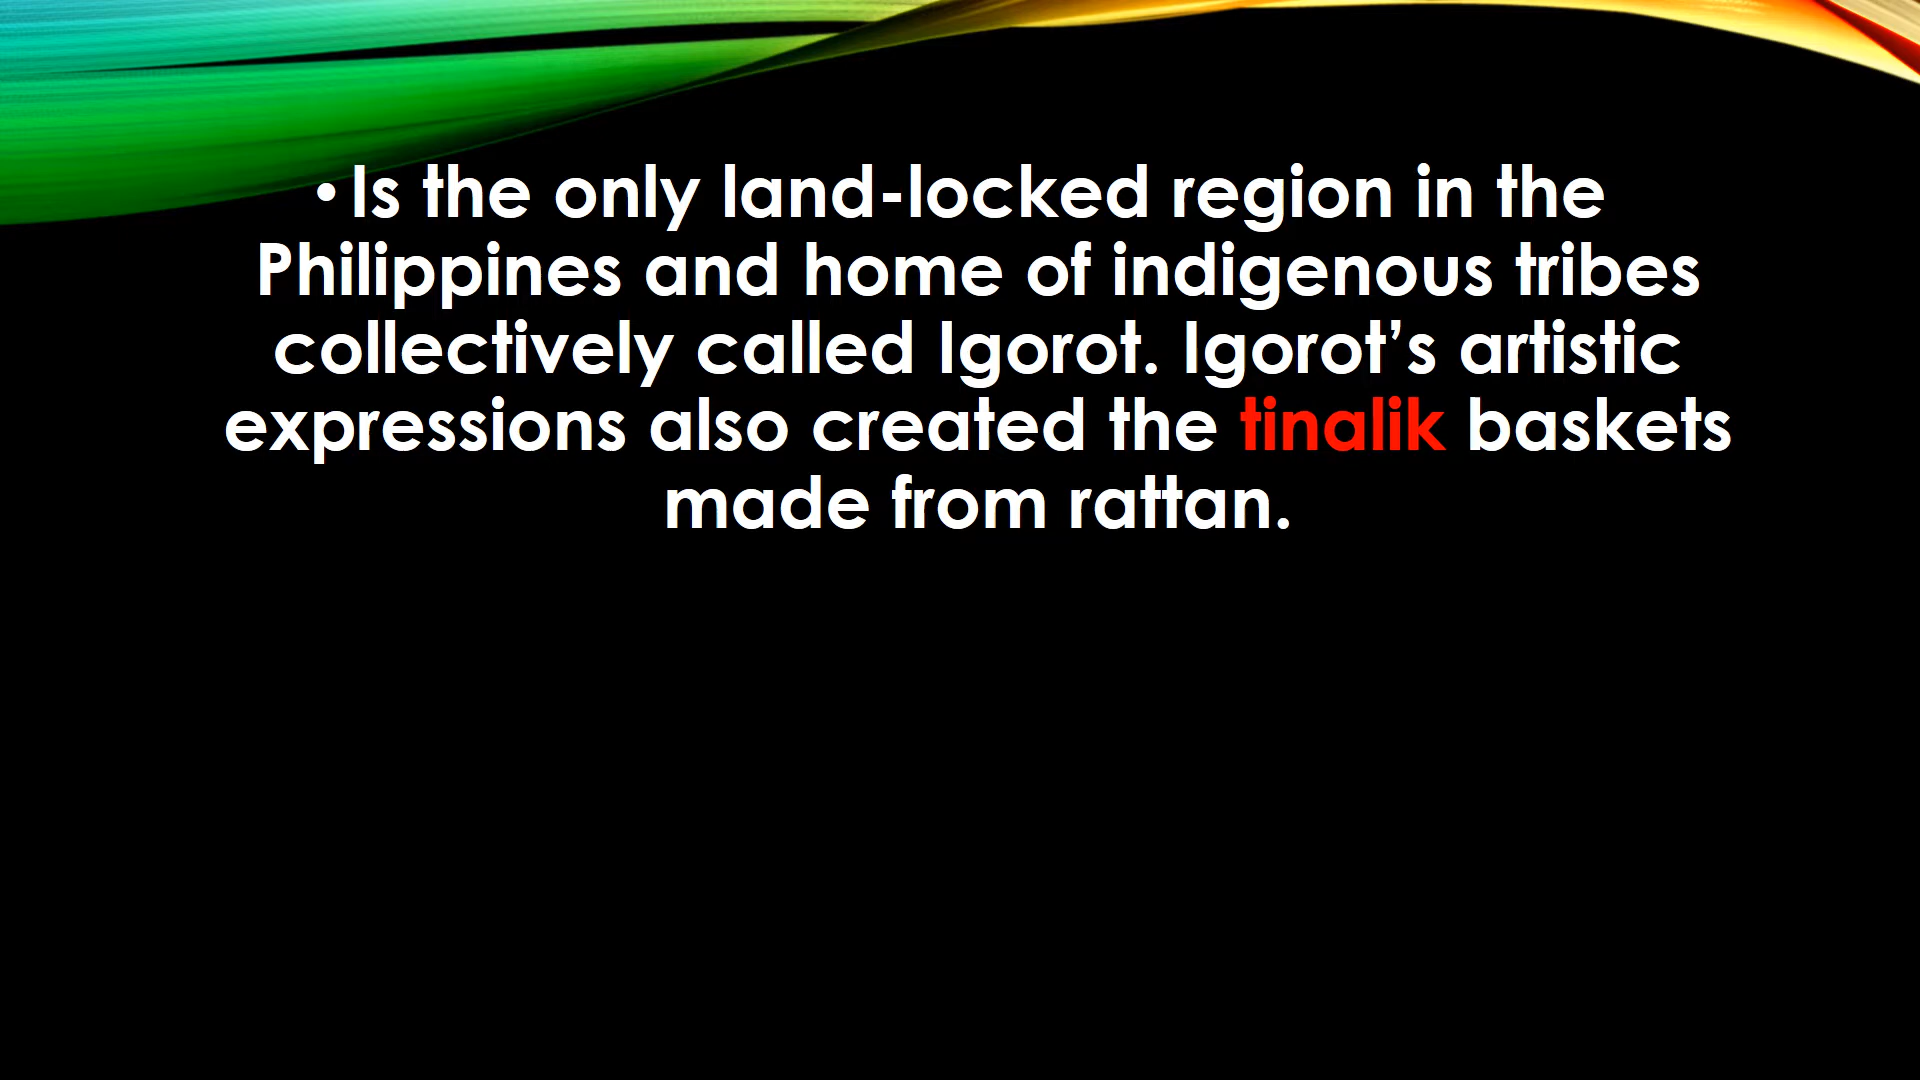 • Is the only land-locked region in the
Philippines and home of indigenous tribes
collectively called Igorot. Igorot’s artistic
expressions also created the tinalik baskets
made from rattan.